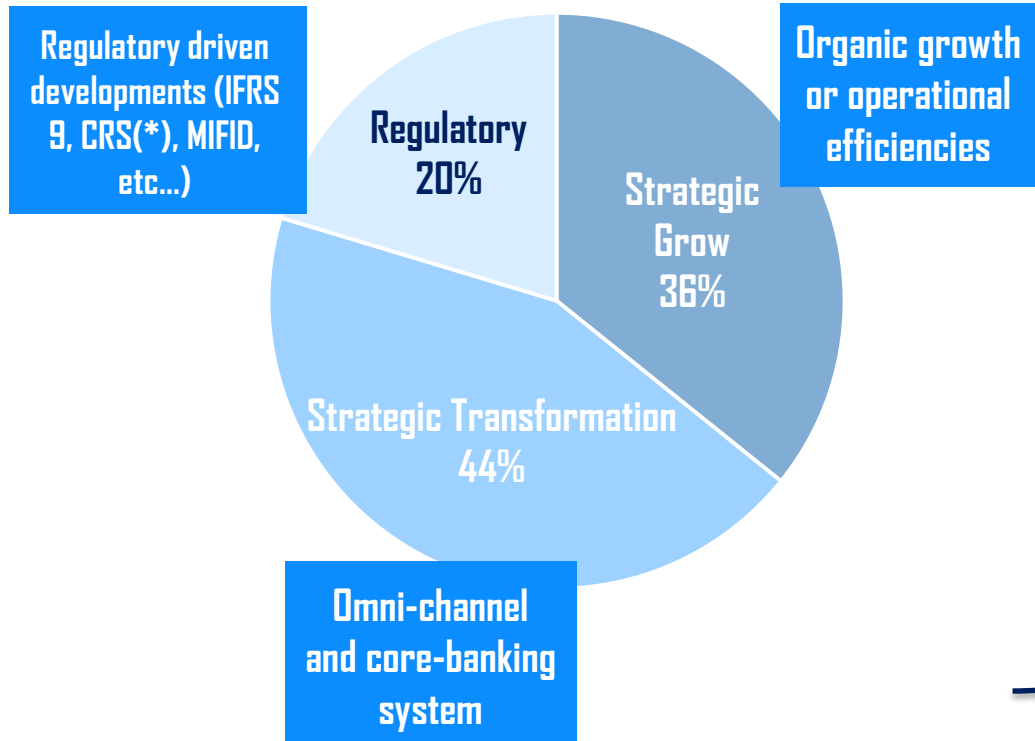 Regulatory driven
developments (IFRS
9, CRS(*), MIFID,
etc...)
Organic growth
or operational
efficiencies
Regulatory
20%
Strategic
Grow
36%
Strategic Transformation
44%
Omni-channel
and core-banking
system